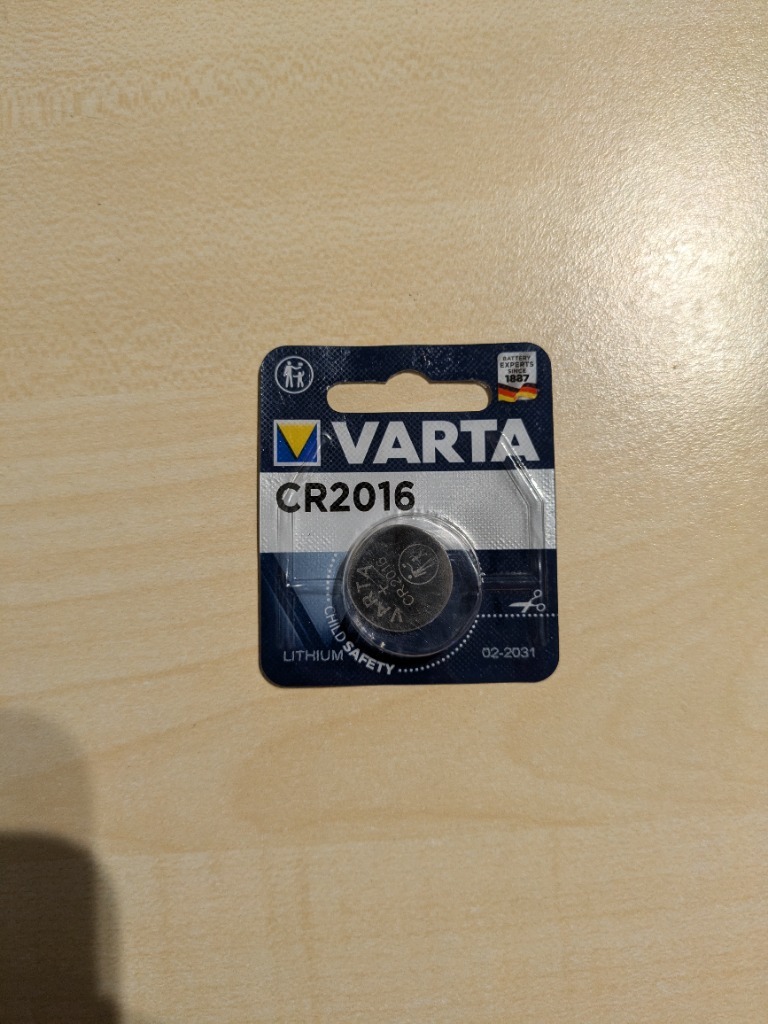 BATTERY
EXPERTS
SINCE
1887
VARTA
CR2016
VARTA
CR2016
+
CHILD SAFETY
LITHIUM
02-2031